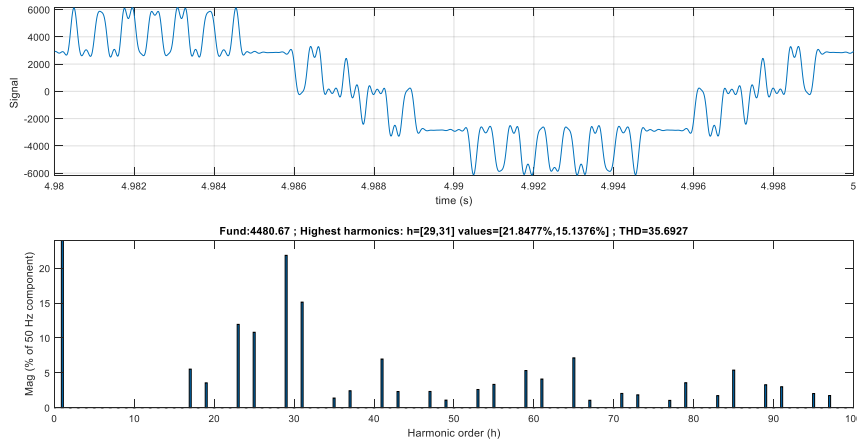 6000
4000
2000
0
-2000
-4000
-6000
Signal
4.98 4.982 4.984 4.986 4.988 4.99 4.992 4.994 4.996 4.998 5
time (s)
Fund:4480.67 ; Highest harmonics: h=[29,31] values=[21.8477%,15.1376%] ; THD=35.6927
20
15
10
5
0
Mag (% of 50 Hz component)
0 10 20 30 40 50 60 70 80 90 100
Harmonic order (h)